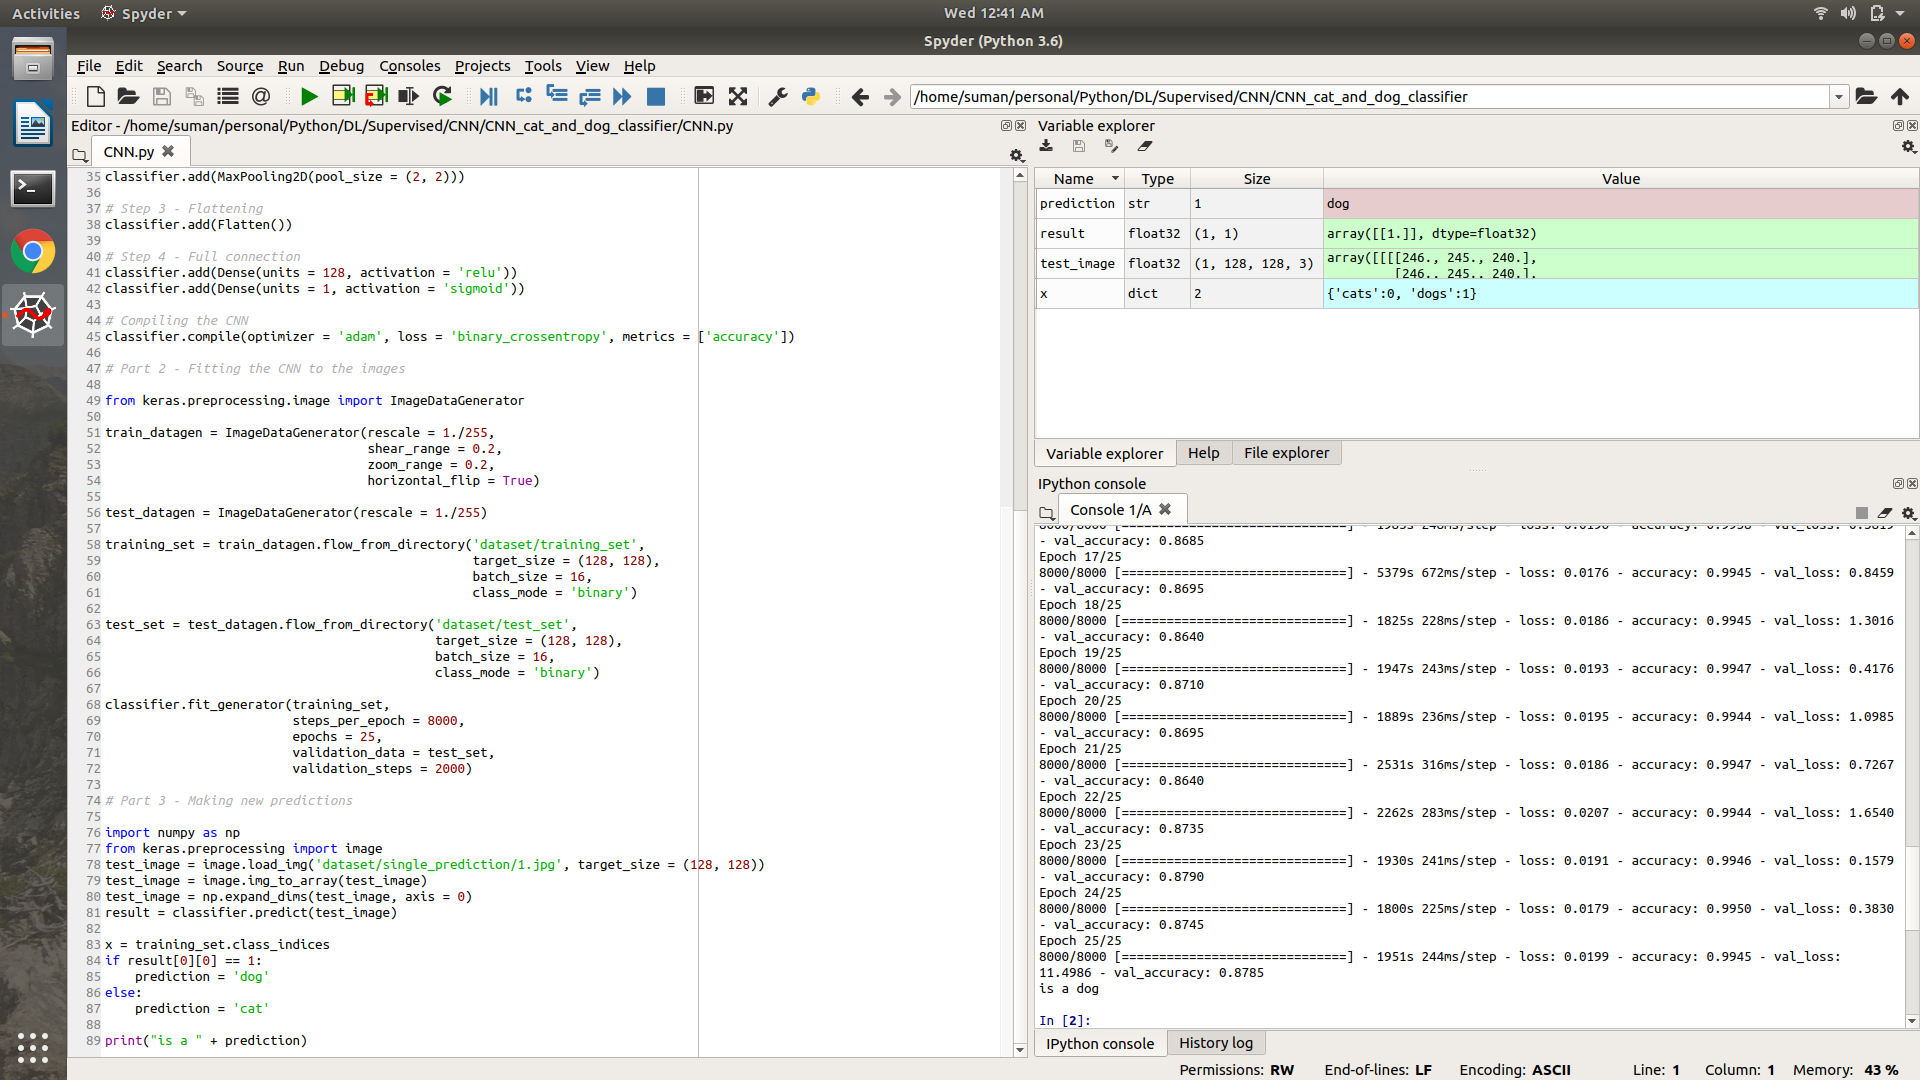 Activities
Spyder
Wed 12:41 AM
Spyder (Python 3.6)
File Edit Search Source Run Debug Consoles Projects Tools View Help
/home/suman/personal/Python/DL/Supervised/CNN/CNN_cat_and_dog_classifier
Editor - /home/suman/personal/Python/DL/Supervised/CNN/CNN_cat_and_dog_classifier/CNN.py
CNN.py
35 classifier.add(MaxPooling2D(pool_size = (2, 2)))
36
37 # Step 3 - Flattening
38 classifier.add(Flatten())
39
40 # Step 4 - Full connection
41 classifier.add(Dense(units = 128, activation = 'relu'))
42 classifier.add(Dense(units = 1, activation = 'sigmoid'))
43
44 # Compiling the CNN
45 classifier.compile(optimizer = 'adam', loss = 'binary_crossentropy', metrics = ['accuracy'])
46
47 # Part 2 - Fitting the CNN to the images
48
49 from keras.preprocessing.image import ImageDataGenerator
50
51 train_datagen = ImageDataGenerator(rescale = 1./255,
52 shear_range = 0.2,
53 zoom_range = 0.2,
54 horizontal_flip = True)
55
56 test_datagen = ImageDataGenerator(rescale = 1./255)
57
58 training_set = train_datagen.flow_from_directory('dataset/training_set',
59 target_size = (128, 128),
60 batch_size = 16,
61 class_mode = 'binary')
62
63 test_set = test_datagen.flow_from_directory('dataset/test_set',
64 target_size = (128, 128),
65 batch_size = 16,
66 class_mode = 'binary')
67
68 classifier.fit_generator(training_set,
69 steps_per_epoch = 8000,
70 epochs = 25,
71 validation_data = test_set,
72 validation_steps = 2000)
73
74 # Part 3 - Making new predictions
75
76 import numpy as np
77 from keras.preprocessing import image
78 test_image = image.load_img('dataset/single_prediction/1.jpg', target_size = (128, 128))
79 test_image = image.img_to_array(test_image)
80 test_image = np.expand_dims(test_image, axis = 0)
81 result = classifier.predict(test_image)
82
83 x = training_set.class_indices
84 if result[0][0] == 1:
85 prediction = 'dog'
86 else:
87 prediction = 'cat'
88
89 print("is a " + prediction)
Variable explorer
Name Type Size Value
prediction str 1 dog
result float32 (1, 1) array([[1.]], dtype=float32)
test_image float32 (1, 128, 128, 3) array([[[[246., 245., 240.],
[246., 245., 240.],
x dict 2 {'cats':0, 'dogs':1}
Variable explorer Help File explorer
IPython console
Console 1/A
- val_accuracy: 0.8685
Epoch 17/25
8000/8000 [==============================] - 5379s 672ms/step - loss: 0.0176 - accuracy: 0.9945 - val_loss: 0.8459
- val_accuracy: 0.8695
Epoch 18/25
8000/8000 [==============================] - 1825s 228ms/step - loss: 0.0186 - accuracy: 0.9945 - val_loss: 1.3016
- val_accuracy: 0.8640
Epoch 19/25
8000/8000 [==============================] - 1947s 243ms/step - loss: 0.0193 - accuracy: 0.9947 - val_loss: 0.4176
- val_accuracy: 0.8710
Epoch 20/25
8000/8000 [==============================] - 1889s 236ms/step - loss: 0.0195 - accuracy: 0.9944 - val_loss: 1.0985
- val_accuracy: 0.8695
Epoch 21/25
8000/8000 [==============================] - 2531s 316ms/step - loss: 0.0186 - accuracy: 0.9947 - val_loss: 0.7267
- val_accuracy: 0.8640
Epoch 22/25
8000/8000 [==============================] - 2262s 283ms/step - loss: 0.0207 - accuracy: 0.9944 - val_loss: 1.6540
- val_accuracy: 0.8735
Epoch 23/25
8000/8000 [==============================] - 1930s 241ms/step - loss: 0.0191 - accuracy: 0.9946 - val_loss: 0.1579
- val_accuracy: 0.8790
Epoch 24/25
8000/8000 [==============================] - 1800s 225ms/step - loss: 0.0179 - accuracy: 0.9950 - val_loss: 0.3830
- val_accuracy: 0.8745
Epoch 25/25
8000/8000 [==============================] - 1951s 244ms/step - loss: 0.0199 - accuracy: 0.9945 - val_loss:
11.4986 - val_accuracy: 0.8785
is a dog
In [2]:
IPython console History log
Permissions: RW End-of-lines: LF Encoding: ASCII Line: 1 Column: 1 Memory: 43 %